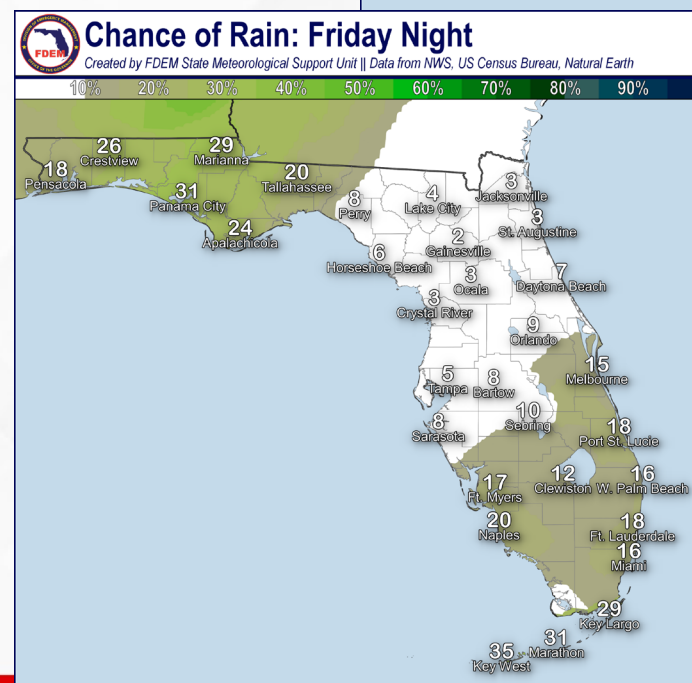 Chance of Rain: Friday Night
FDEM
Created by FDEM State Meteorological Support Unit || Data from NWS, US Census Bureau, Natural Earth
10% 20% 30% 40% 50% 60% 70% 80% 90%
26
Crestview
29
Marianna
18
Pensacola
20
Tallahassee
31
Panama City
24
Apalachicola
8
Perry
4
Lake City
3
Jacksonville
3
St. Augustine
2
Gainesville
6
Horseshoe Beach
3
Ocala
7
Daytona Beach
3
Crystal River
9
Orlando
5
Tampa
8
Bartow
15
Melbourne
10
Sebring
8
Sarasota
18
Port St. Lucie
17
Ft. Myers
12
Clewiston
16
W. Palm Beach
20
Naples
18
Ft. Lauderdale
16
Miami
29
Key Largo
31
Marathon
35
Key West